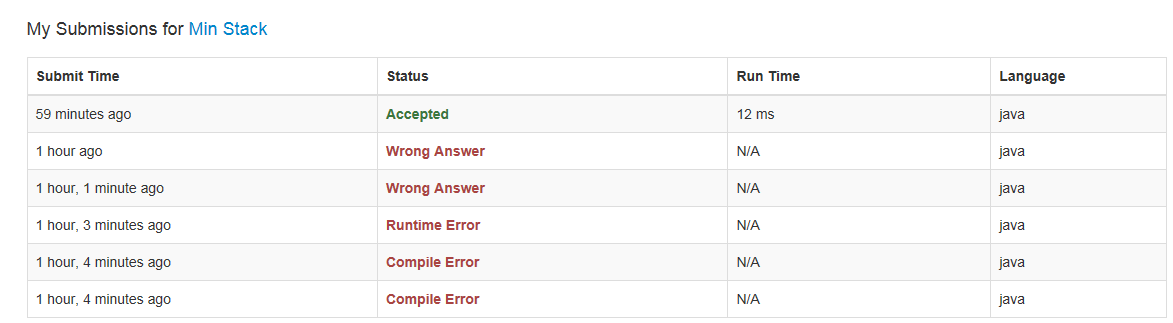 My Submissions for Min Stack
Submit Time Status Run Time Language
59 minutes ago Accepted 12 ms java
1 hour ago Wrong Answer N/A java
1 hour, 1 minute ago Wrong Answer N/A java
1 hour, 3 minutes ago Runtime Error N/A java
1 hour, 4 minutes ago Compile Error N/A java
1 hour, 4 minutes ago Compile Error N/A java